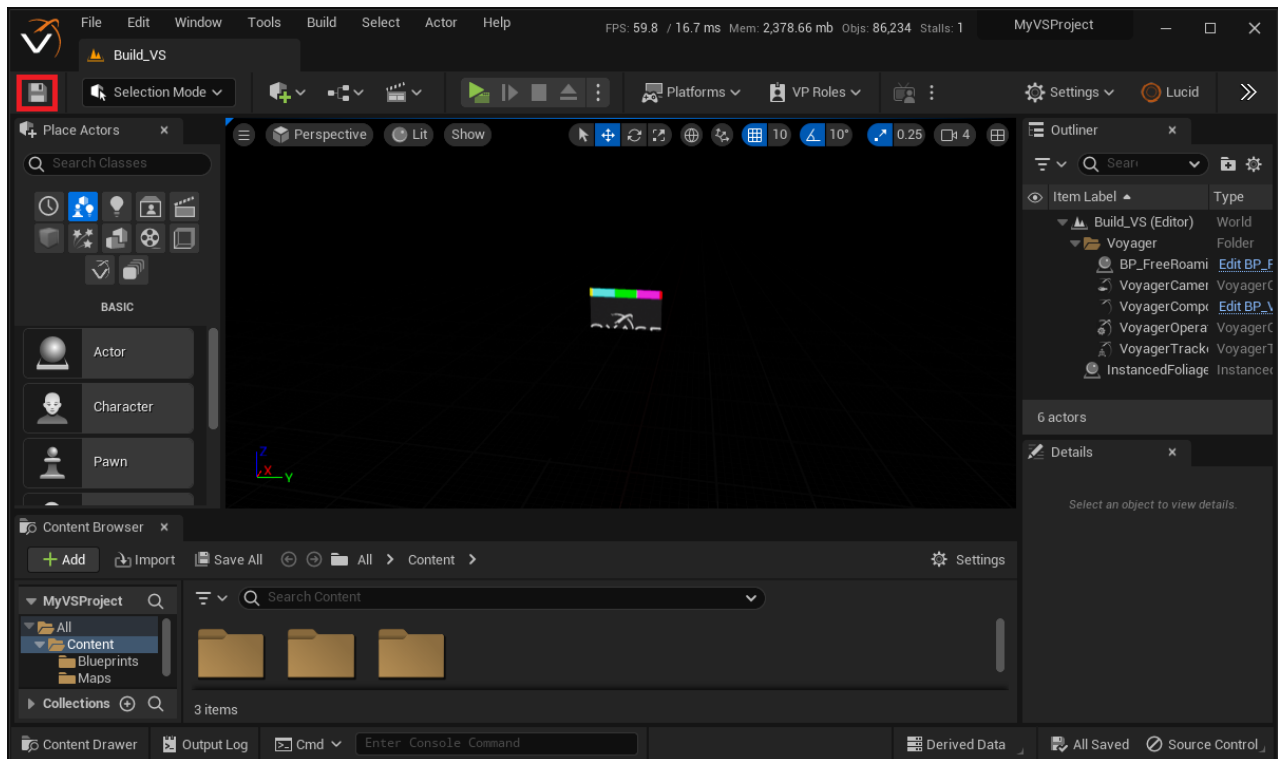 File Edit Window Tools Build Select Actor Help FPS: 59.8 / 16.7 ms Mem: 2,378.66 mb Objs: 86,234 Stalls: 1 MyVSProject
Build_VS
Selection Mode Platforms VP Roles Settings Lucid
Place Actors
Search Classes
BASIC
Actor
Character
Pawn
Perspective Lit Show 10 10° 0.25 4
Z
X Y
Outliner
Sear
Item Label Type
Build_VS (Editor) World
Voyager Folder
BP_FreeRoami Edit BP_F
VoyagerCamer VoyagerC
VoyagerCompo Edit BP_V
VoyagerOpera VoyagerC
VoyagerTracke VoyagerT
InstancedFoliage Instanced
6 actors
Details
Select an object to view details.
Content Browser
Add Import Save All All Content Settings
MyVSProject Search Content
All
Content
Blueprints
Maps
Collections
3 items
Content Drawer Output Log Cmd Enter Console Command Derived Data All Saved Source Control